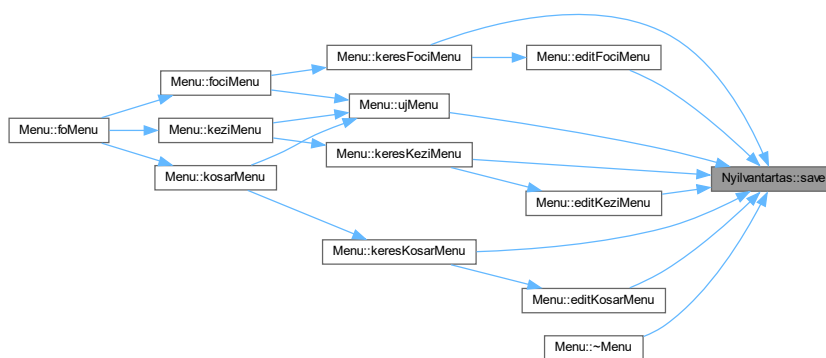 Menu::keresFociMenu
Menu::editFociMenu
Menu::fociMenu
Menu::ujMenu
Menu::foMenu
Menu::keziMenu
Menu::keresKeziMenu
Menu::kosarMenu
Nyilvantartas::save
Menu::editKeziMenu
Menu::keresKosarMenu
Menu::editKosarMenu
Menu::~Menu